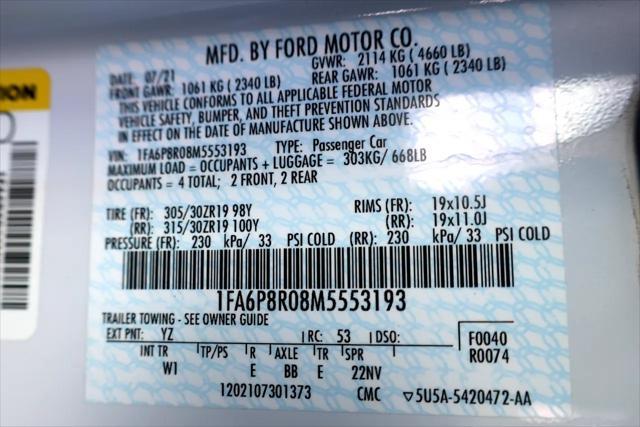 MFD. BY FORD MOTOR CO.
DATE: 07/21 GVWR: 2114 KG ( 4660 LB)
FRONT GAWR: 1061 KG ( 2340 LB) REAR GAWR: 1061 KG ( 2340 LB)
THIS VEHICLE CONFORMS TO ALL APPLICABLE FEDERAL MOTOR
VEHICLE SAFETY, BUMPER, AND THEFT PREVENTION STANDARDS
IN EFFECT ON THE DATE OF MANUFACTURE SHOWN ABOVE.
VIN: 1FA6P8R08M5553193 TYPE: Passenger Car
MAXIMUM LOAD = OCCUPANTS + LUGGAGE = 303KG/ 668LB
OCCUPANTS = 4 TOTAL; 2 FRONT, 2 REAR
TIRE (FR): 305/30ZR19 98Y RIMS (FR): 19x10.5J
(RR): 315/30ZR19 100Y (RR): 19x11.0J
PRESSURE (FR): 230 kPa/ 33 PSI COLD (RR): 230 kPa/ 33 PSI COLD
1FA6P8R08M5553193
TRAILER TOWING - SEE OWNER GUIDE
EXT PNT: YZ RC: 53 DSO: F0040
R0074
INT TR TP/PS R AXLE TR SPR
W1 E BB E 22NV
1202107301373 CMC ▽5U5A-5420472-AA